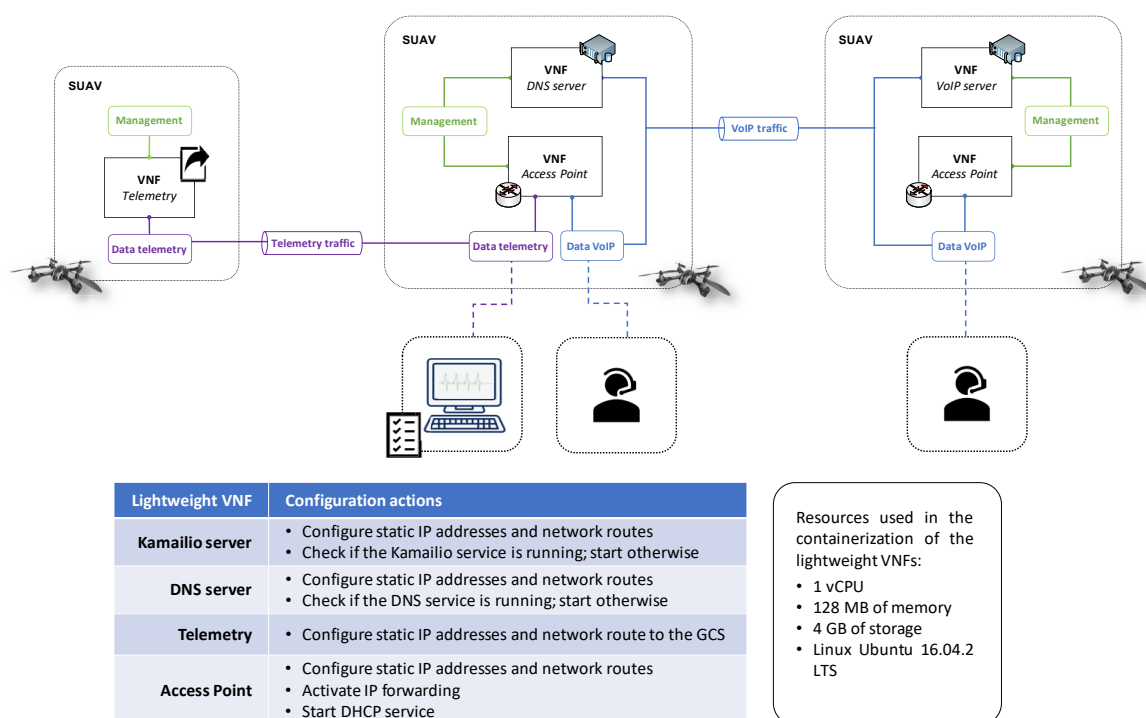 SUAV
Management
VNF
Telemetry
Data telemetry
Telemetry traffic
SUAV
VNF
DNS server
Management
VNF
Access Point
Data telemetry
Data VoIP
VoIP traffic
SUAV
VNF
VoIP server
Management
VNF
Access Point
Data VoIP
Lightweight VNF
Configuration actions
Kamailio server
• Configure static IP addresses and network routes
• Check if the Kamailio service is running; start otherwise
DNS server
• Configure static IP addresses and network routes
• Check if the DNS service is running; start otherwise
Telemetry
• Configure static IP addresses and network route to the GCS
Access Point
• Configure static IP addresses and network routes
• Activate IP forwarding
• Start DHCP service
Resources used in the
containerization of the
lightweight VNFs:
• 1 vCPU
• 128 MB of memory
• 4 GB of storage
• Linux Ubuntu 16.04.2
LTS